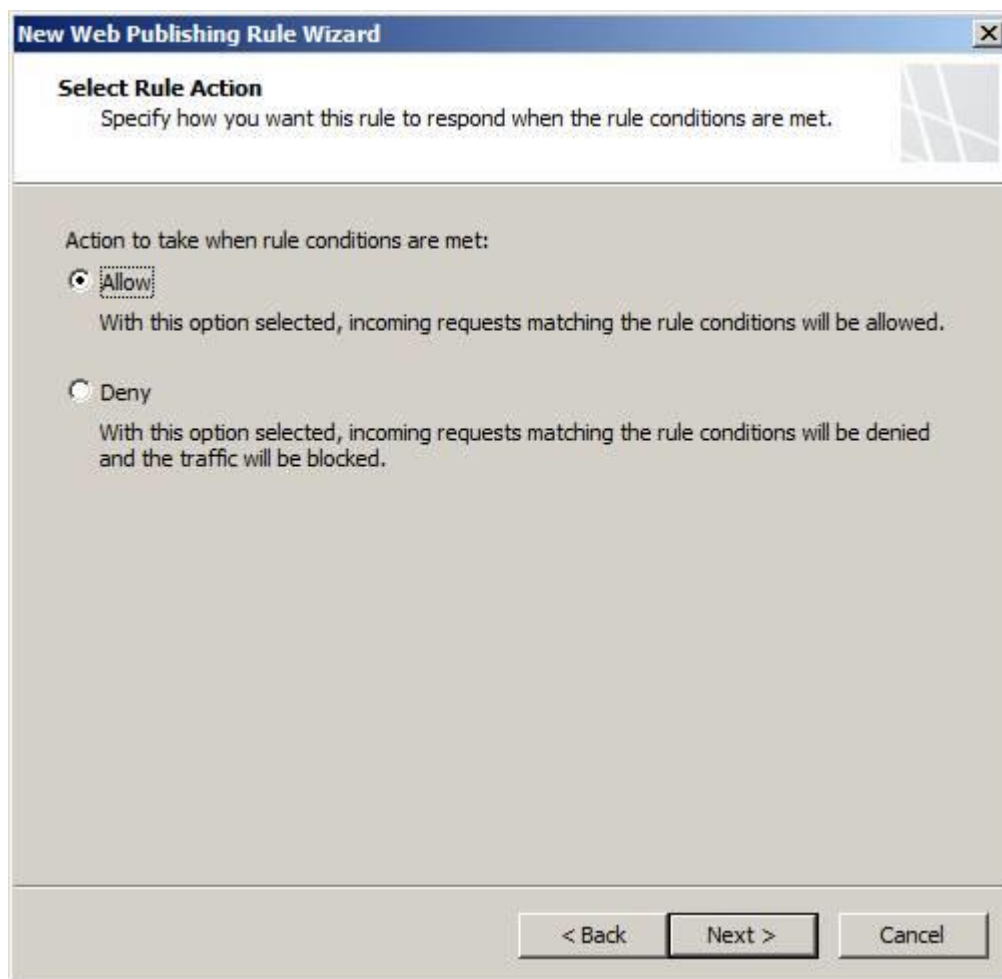 New Web Publishing Rule Wizard
Select Rule Action
Specify how you want this rule to respond when the rule conditions are met.
Action to take when rule conditions are met:
Allow
With this option selected, incoming requests matching the rule conditions will be allowed.
Deny
With this option selected, incoming requests matching the rule conditions will be denied
and the traffic will be blocked.
< Back
Next >
Cancel